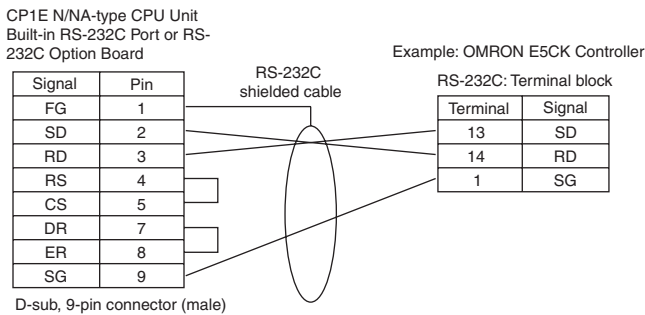 CP1E N/NA-type CPU Unit
Built-in RS-232C Port or RS-
232C Option Board
Signal Pin
FG 1
SD 2
RD 3
RS 4
CS 5
DR 7
ER 8
SG 9
D-sub, 9-pin connector (male)
RS-232C
shielded cable
Example: OMRON E5CK Controller
RS-232C: Terminal block
Terminal Signal
13 SD
14 RD
1 SG